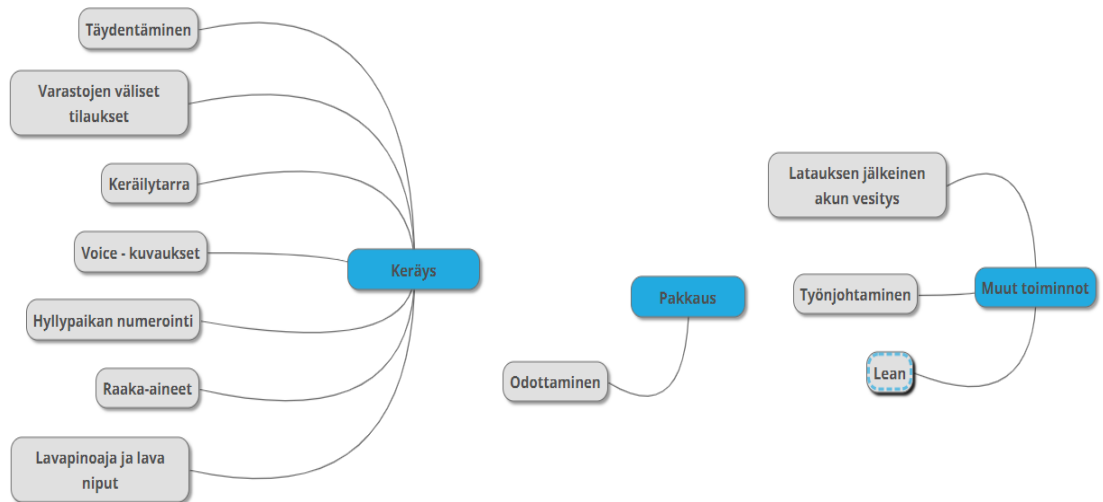 Täydentäminen
Varastojen väliset
tilaukset
Keräilytarra
Voice - kuvaukset
Hyllypaikan numerointi
Raaka-aineet
Lavapinoaja ja lava
niput
Keräys
Pakkaus
Odottaminen
Latauksen jälkeinen
akun vesitys
Työnjohtaminen
Lean
Muut toiminnot